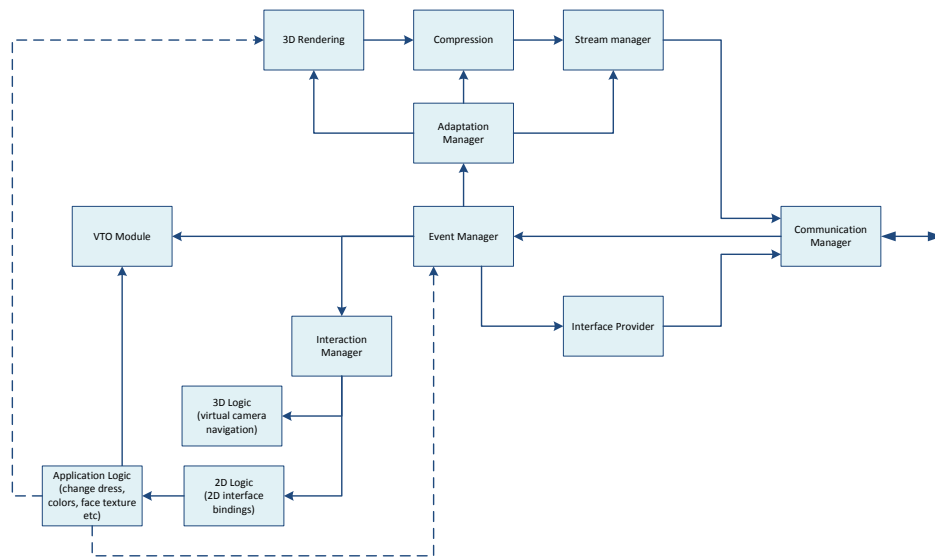 3D Rendering
Compression
Stream manager
Adaptation
Manager
VTO Module
Event Manager
Communication
Manager
Interaction
Manager
Interface Provider
3D Logic
(virtual camera
navigation)
Application Logic
(change dress,
colors, face texture
etc)
2D Logic
(2D interface
bindings)